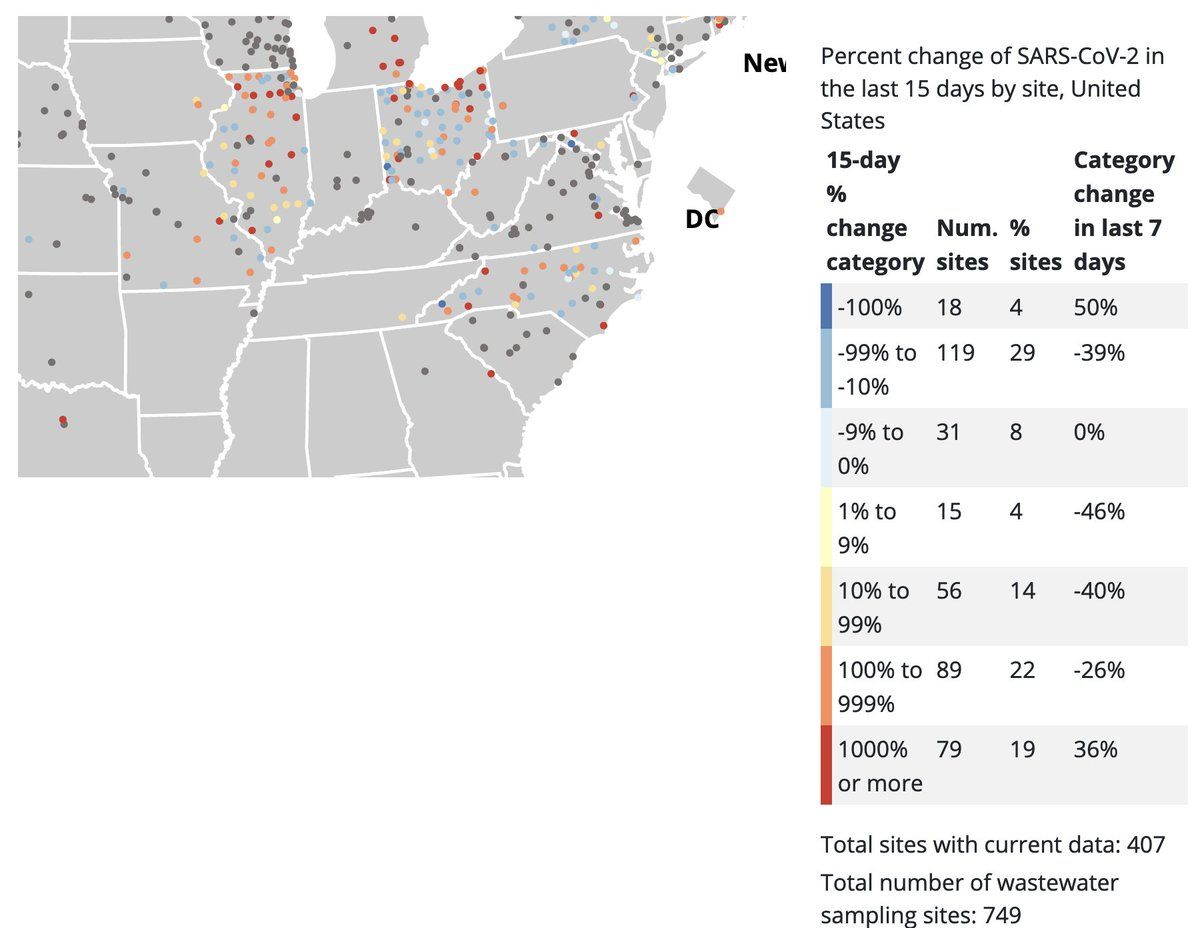 New
DC
Percent change of SARS-CoV-2 in
the last 15 days by site, United
States
15-day
%
change
category
Num.
sites
%
sites
Category
change
in last 7
days
-100% 18 4 50%
-99% to 119 29 -39%
-10%
-9% to 31 8 0%
0%
1% to 15 4 -46%
9%
10% to 56 14 -40%
99%
100% to 89 22 -26%
999%
1000% 79 19 36%
or more
Total sites with current data: 407
Total number of wastewater
sampling sites: 749